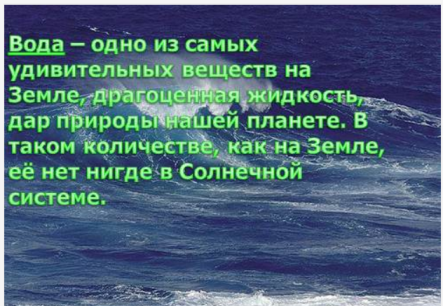 Вода – одно из самых
удивительных веществ на
Земле, драгоценная жидкость,
дар природы нашей планете. В
таком количестве, как на Земле,
её нет нигде в Солнечной
системе.